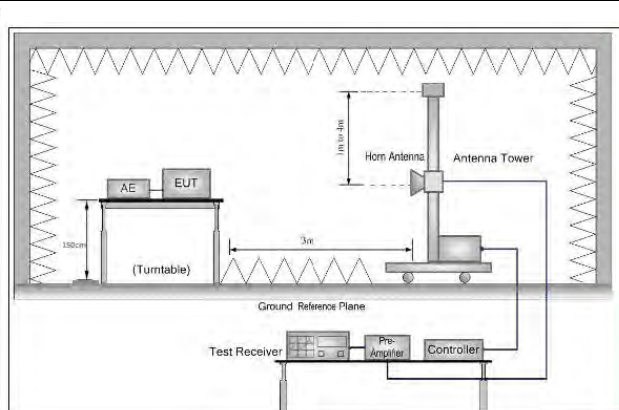 1m to 4m
Horn Antenna
Antenna Tower
AE
EUT
150cm
3m
(Turntable)
Ground Reference Plane
Test Receiver
Pre-
Amplifier
Controller